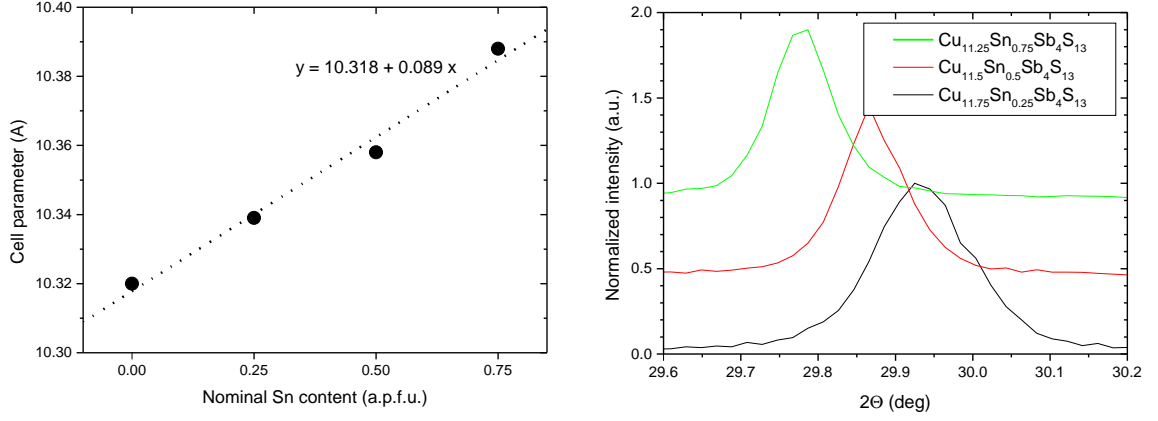 10.40
10.38
10.36
10.34
10.32
10.30
Cell parameter (A)
y = 10.318 + 0.089 x
0.00 0.25 0.50 0.75
Nominal Sn content (a.p.f.u.)
2.0
1.5
1.0
0.5
0.0
Normalized intensity (a.u.)
Cu₁₁.₂₅Sn₀.₇₅Sb₄S₁₃
Cu₁₁.₅Sn₀.₅Sb₄S₁₃
Cu₁₁.₇₅Sn₀.₂₅Sb₄S₁₃
29.6 29.7 29.8 29.9 30.0 30.1 30.2
2Θ (deg)